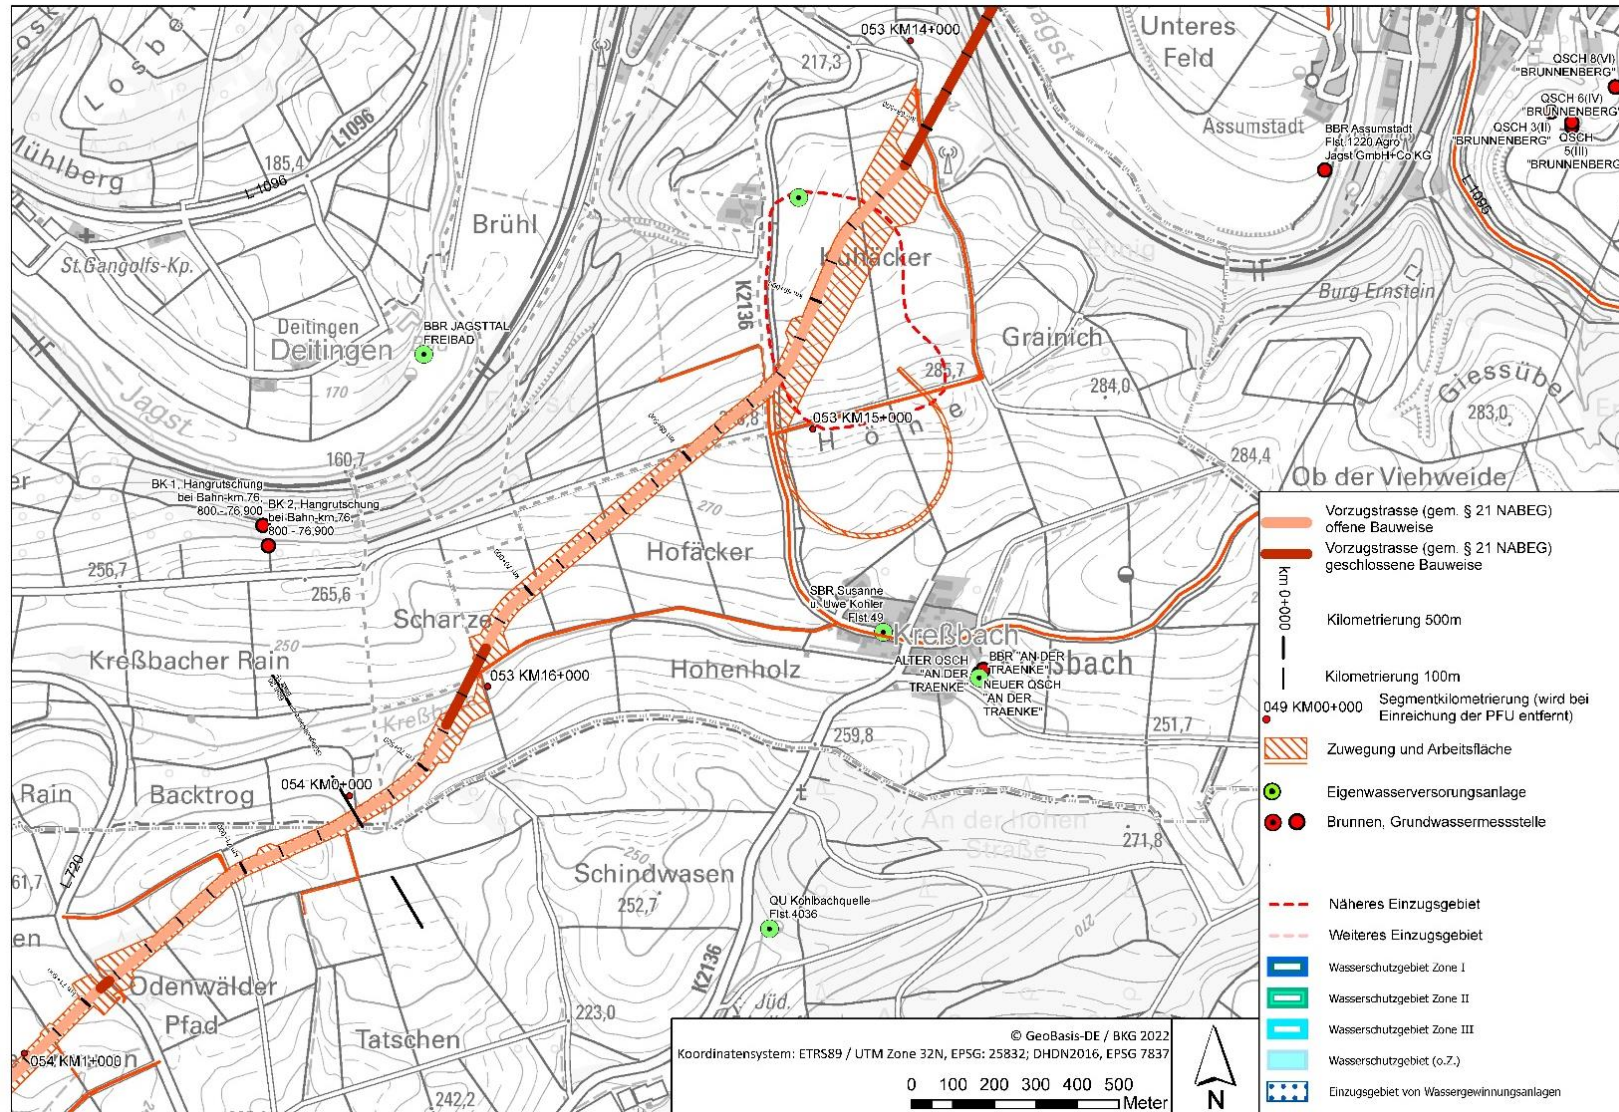 053 KM14+000
217,3
Unteres
Feld
Jagst
QSCH 8(VI)
"BRUNNENBERG"
QSCH 6(IV)
"BRUNNENBERG"
QSCH 3(II)
"BRUNNENBERG"
QSCH
5(III)
"BRUNNENBERG
Assumstadt
BBR Assumstadt
Flst.1220 Agro
Jagst GmbH+Co KG
L1096
185,4
L 1096
Mühlberg
St.Gangolfs-Kp.
Brühl
Kuhäcker
K2136
L 1096
Burg Ernstein
Deitingen
Deitingen
BBR JAGSTTAL
FREIBAD
170
Jagst
Grainich
285,7
284,0
Giessübel
283,0
053 KM15+000
Höhe
284,4
Ob der Viehweide
160,7
BK 1, Hangrutschung
bei Bahn-km.76,
800.- 76,900
BK 2, Hangrutschung
bei Bahn-km 76-
800 - 76,900
256,7
265,6
270
Hofäcker
Scharze
SBR Susanne
u. Uwe Kohler
Flst.49
Kreßbach
Kreßbacher Rain
250
Hohenholz
ALTER QSCH
"AN DER
TRAENKE
BBR "AN DER
TRAENKE"
NEUER QSCH
"AN DER
TRAENKE"
sbach
053 KM16+000
251,7
259,8
Rain
Backtrog
054 KM0+000
An der hohen
Straße
271,8
L 720
61,7
Schindwasen
250
252,7
QU Kohlbachquelle
Flst.4036
270
en
Odenwälder
Pfad
K2136
Jüd.
223,0
Tatschen
054 KM1+000
242,2
Vorzugstrasse (gem. § 21 NABEG)
offene Bauweise
Vorzugstrasse (gem. § 21 NABEG)
geschlossene Bauweise
km 0+000
Kilometrierung 500m
Kilometrierung 100m
049 KM00+000
Segmentkilometrierung (wird bei
Einreichung der PFU entfernt)
Zuwegung und Arbeitsfläche
Eigenwasserversorungsanlage
Brunnen, Grundwassermessstelle
Näheres Einzugsgebiet
Weiteres Einzugsgebiet
Wasserschutzgebiet Zone I
Wasserschutzgebiet Zone II
Wasserschutzgebiet Zone III
Wasserschutzgebiet (o.Z.)
Einzugsgebiet von Wassergewinnungsanlagen
© GeoBasis-DE / BKG 2022
Koordinatensystem: ETRS89 / UTM Zone 32N, EPSG: 25832; DHDN2016, EPSG 7837
0 100 200 300 400 500
Meter
N